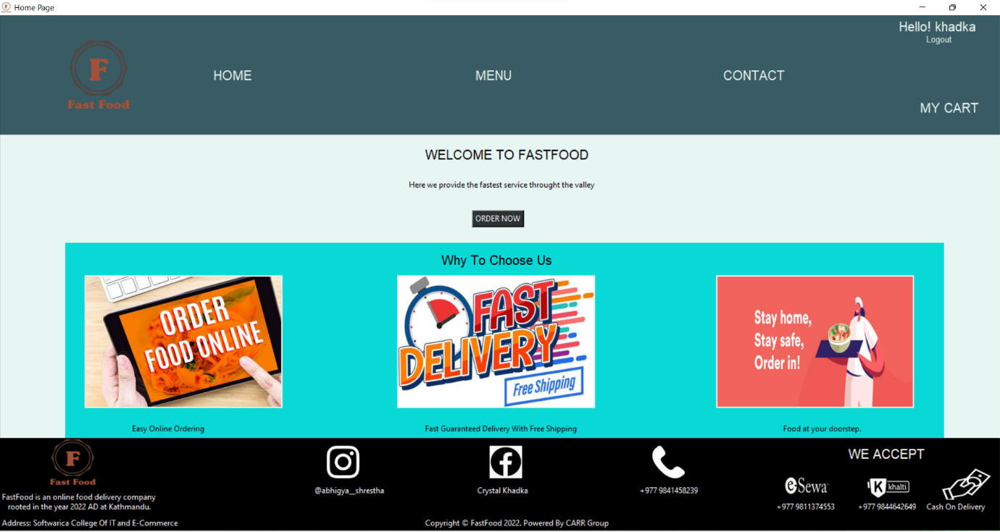 Home Page
Hello! khadka
Logout
F
Fast Food
HOME
MENU
CONTACT
MY CART
WELCOME TO FASTFOOD
Here we provide the fastest service throught the valley
ORDER NOW
Why To Choose Us
ORDER
FOOD ONLINE
FAST
DELIVERY
Free Shipping
Stay home,
Stay safe,
Order in!
Easy Online Ordering
Fast Guaranteed Delivery With Free Shipping
Food at your doorstep.
F
Fast Food
FastFood is an online food delivery company
rooted in the year 2022 AD at Kathmandu.
Address: Softwarica College Of IT and E-Commerce
@abhigya__shrestha
Crystal Khadka
+977 9841458239
Copyright © FastFood 2022. Powered By CARR Group
WE ACCEPT
eSewa
+977 9811374553
K khalti
+977 9844642649
Cash On Delivery